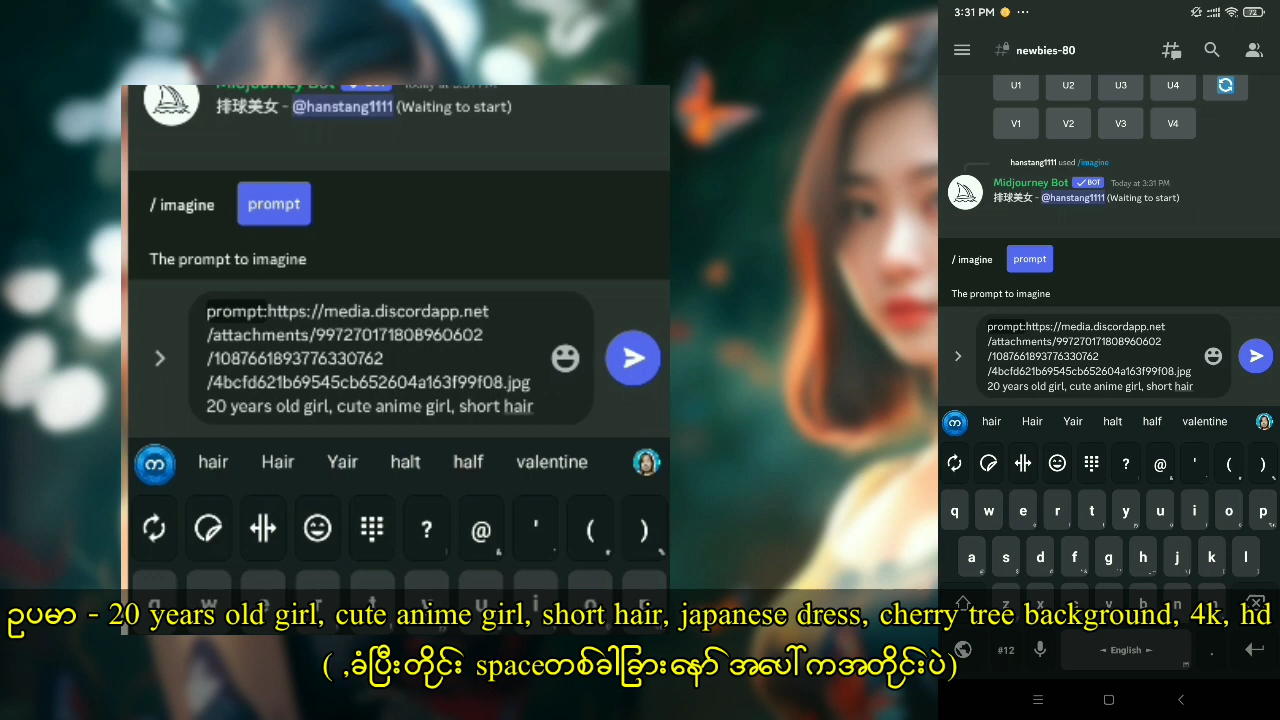 Midjourney Bot ✓ BOT Today at 3:31 PM
排球美女 - @hanstang1111 (Waiting to start)
/ imagine prompt
The prompt to imagine
prompt:https://media.discordapp.net
/attachments/997270171808960602
/1087661893776330762
/4bcfd621b69545cb652604a163f99f08.jpg
20 years old girl, cute anime girl, short hair
hair Hair Yair halt half valentine
? @ ' ( )
q w e r t y u i o p
3:31 PM 72
newbies-80
U1 U2 U3 U4
V1 V2 V3 V4
hanstang1111 used /imagine
Midjourney Bot ✓ BOT Today at 3:31 PM
排球美女 - @hanstang1111 (Waiting to start)
/ imagine prompt
The prompt to imagine
prompt:https://media.discordapp.net
/attachments/997270171808960602
/1087661893776330762
/4bcfd621b69545cb652604a163f99f08.jpg
20 years old girl, cute anime girl, short hair
hair Hair Yair halt half valentine
? @ ' ( )
q w e r t y u i o p
a s d f g h j k l
z x c v b n m
#12 English .
ဥပမာ - 20 years old girl, cute anime girl, short hair, japanese dress, cherry tree background, 4k, hd
( ,ခံပြီးတိုင်း spaceတစ်ခါခြားနော် အပေါ်ကအတိုင်းပဲ)